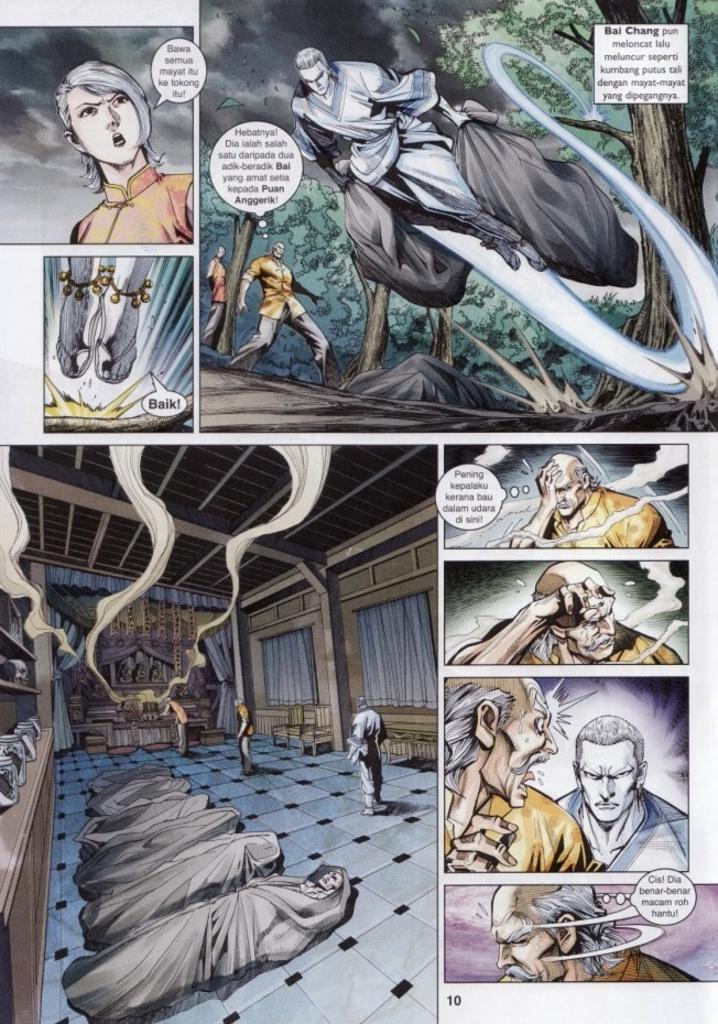 Bawa
semua
mayat itu
ke tokong
itu!
Hebatnya!
Dia ialah salah
satu daripada dua
adik-beradik Bai
yang amat setia
kepada Puan
Anggerik!
Bai Chang pun
meloncat lalu
meluncur seperti
kumbang putus tali
dengan mayat-mayat
yang dipegangnya.
Baik!
Pening
kepalaku
kerana bau
dalam udara
di sini!
Cis! Dia
benar-benar
macam roh
hantu!
10